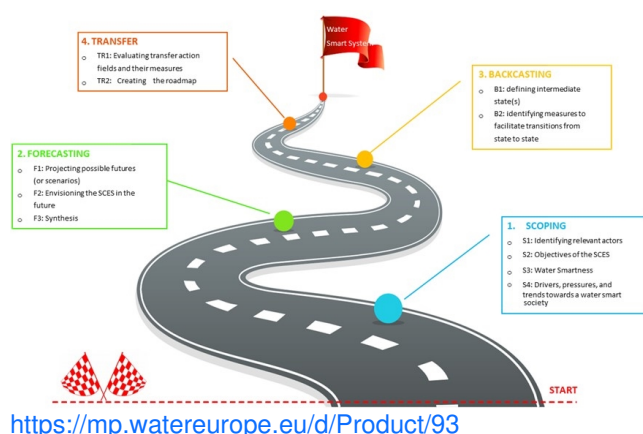 Water
Smart System
4. TRANSFER
o TR1: Evaluating transfer action
fields and their measures
o TR2: Creating the roadmap
3. BACKCASTING
o B1: defining intermediate
state(s)
o B2: Identifying measures to
facilitate transitions from
state to state
2. FORECASTING
o F1: Projecting possible futures
(or scenarios)
o F2: Envisioning the SCES in the
future
o F3: Synthesis
1. SCOPING
o S1: Identifying relevant actors
o S2: Objectives of the SCES
o S3: Water Smartness
o S4: Drivers, pressures, and
trends towards a water smart
society
START
https://mp.watereurope.eu/d/Product/93